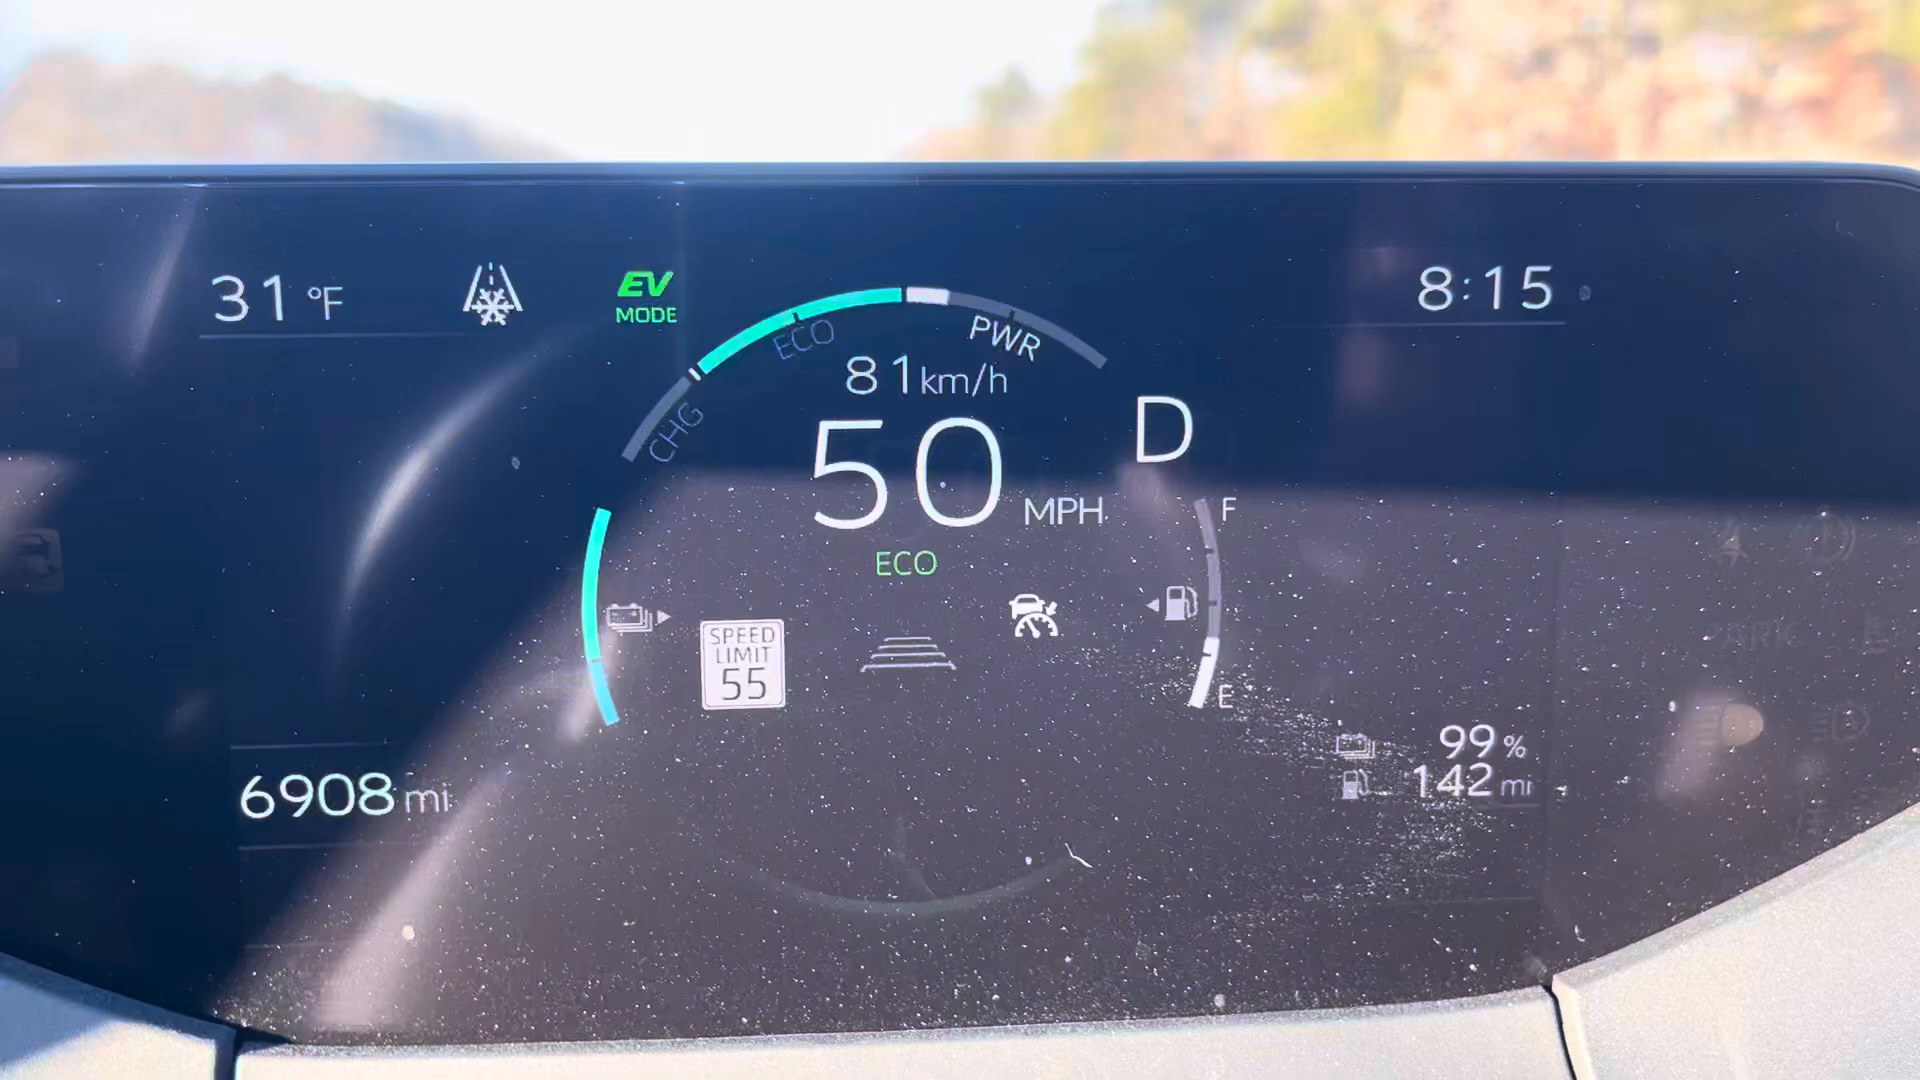 31 °F
EV
MODE
8:15
ECO
PWR
CHG
81 km/h
50 MPH
D
ECO
F
E
SPEED
LIMIT
55
99 %
142 mi
6908 mi